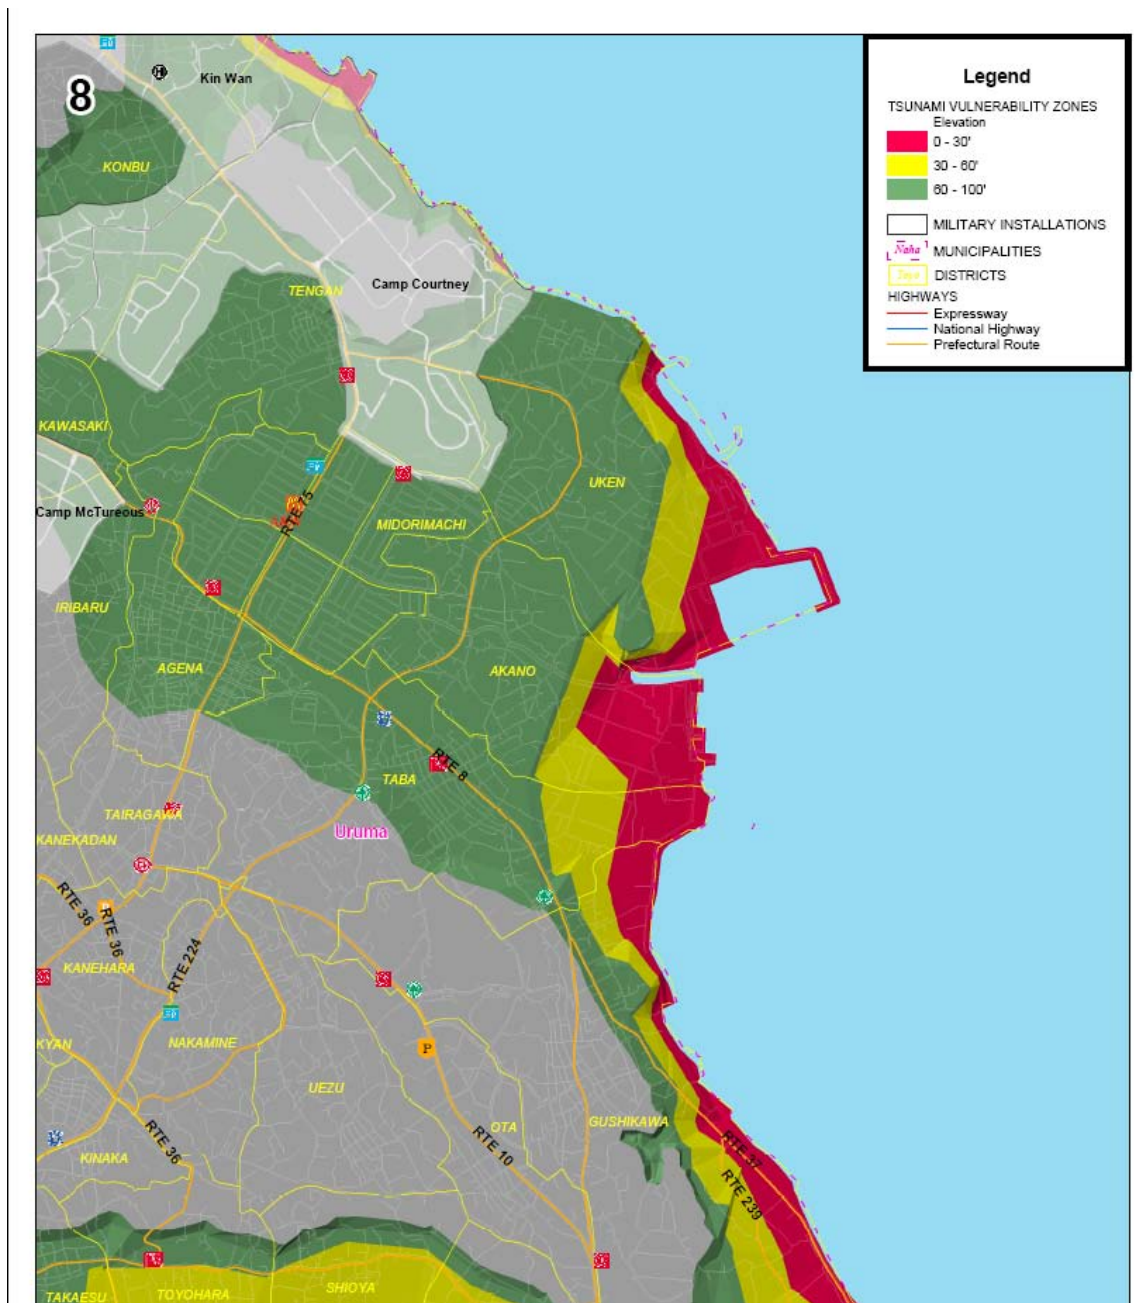 8
Kin Wan
KONBU
Camp Courtney
TENGAN
KAWASAKI
Camp McTureous
RTE 75
UKEN
MIDORIMACHI
IRIBARU
AGENA
AKANO
RTE 8
TABA
TAIRAGAWA
Uruma
KANEKADAN
RTE 36
RTE 36
RTE 224
KANEHARA
KYAN
NAKAMINE
P
UEZU
OTA
GUSHIKAWA
RTE 36
RTE 10
RTE 37
KINAKA
RTE 239
TAKAESU
TOYOHARA
SHIOYA
Legend
TSUNAMI VULNERABILITY ZONES
Elevation
0 - 30'
30 - 60'
60 - 100'
MILITARY INSTALLATIONS
Naha MUNICIPALITIES
DISTRICTS
HIGHWAYS
Expressway
National Highway
Prefectural Route